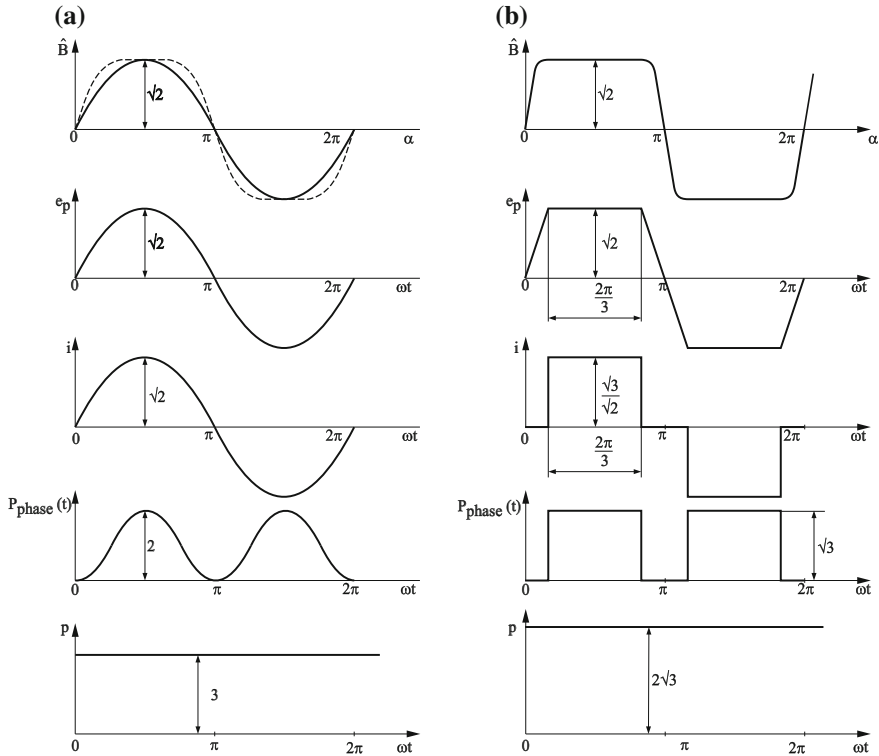 (a)
B̂
√2
0
π
2π
α
e_p
√2
0
π
2π
ωt
i
√2
0
π
2π
ωt
P_phase (t)
2
0
π
2π
ωt
p
3
0
π
2π
ωt
(b)
B̂
√2
0
π
2π
α
e_p
√2
0
π
2π
ωt
2π
3
i
√3
√2
0
π
2π
ωt
2π
3
P_phase (t)
√3
0
π
2π
ωt
p
2√3
0
π
2π
ωt